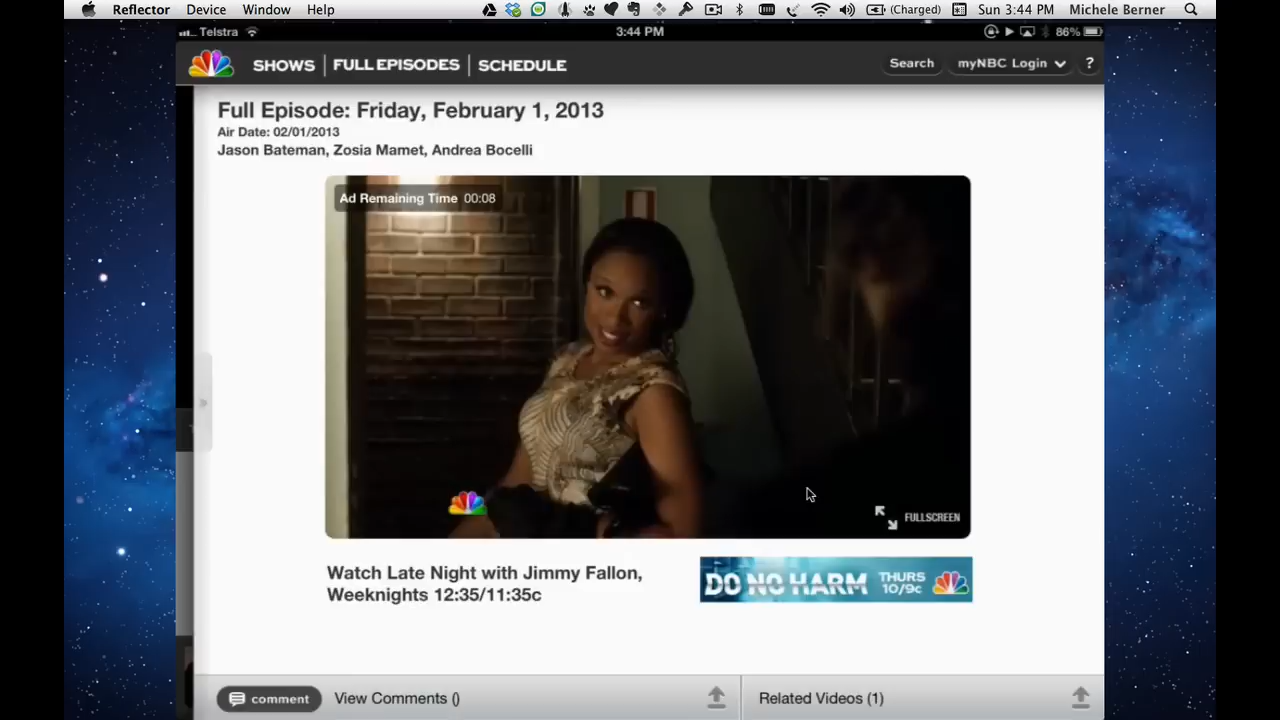 Reflector Device Window Help (Charged) Sun 3:44 PM Michele Berner
Telstra 3:44 PM 86%
SHOWS FULL EPISODES SCHEDULE Search myNBC Login ?
Full Episode: Friday, February 1, 2013
Air Date: 02/01/2013
Jason Bateman, Zosia Mamet, Andrea Bocelli
Ad Remaining Time 00:08
FULLSCREEN
Watch Late Night with Jimmy Fallon,
Weeknights 12:35/11:35c
DO NO HARM THURS
10/9c
comment View Comments () Related Videos (1)